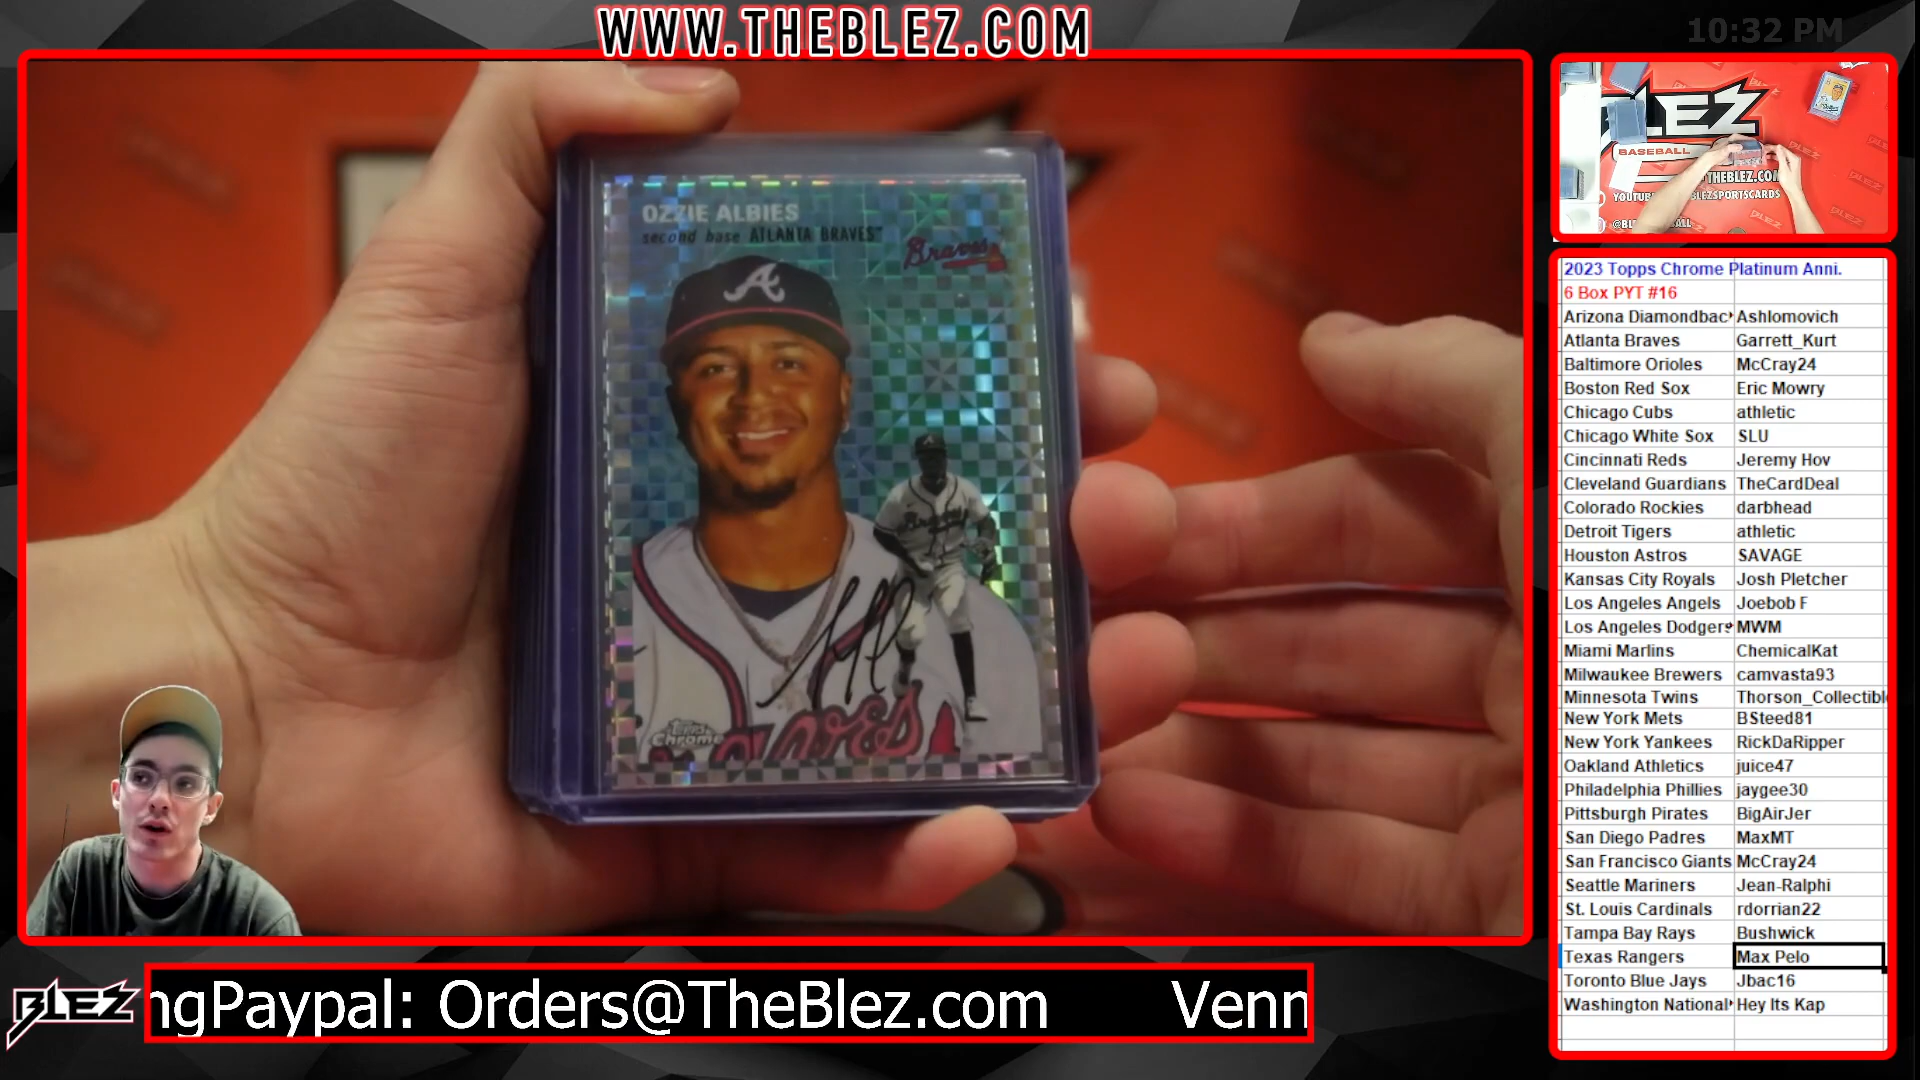 WWW.THEBLEZ.COM
10:32 PM
OZZIE ALBIES
second base ATLANTA BRAVES™
Braves
A
Topps Chrome
Braves
BLEZ
BASEBALL
THEBLEZ.COM
@BL
2023 Topps Chrome Platinum Anni.
6 Box PYT #16
Arizona Diamondbac Ashlomovich
Atlanta Braves Garrett_Kurt
Baltimore Orioles McCray24
Boston Red Sox Eric Mowry
Chicago Cubs athletic
Chicago White Sox SLU
Cincinnati Reds Jeremy Hov
Cleveland Guardians TheCardDeal
Colorado Rockies darbhead
Detroit Tigers athletic
Houston Astros SAVAGE
Kansas City Royals Josh Pletcher
Los Angeles Angels Joebob F
Los Angeles Dodgers MWM
Miami Marlins ChemicalKat
Milwaukee Brewers camvasta93
Minnesota Twins Thorson_Collectible
New York Mets BSteed81
New York Yankees RickDaRipper
Oakland Athletics juice47
Philadelphia Phillies jaygee30
Pittsburgh Pirates BigAirJer
San Diego Padres MaxMT
San Francisco Giants McCray24
Seattle Mariners Jean-Ralphi
St. Louis Cardinals rdorrian22
Tampa Bay Rays Bushwick
Texas Rangers Max Pelo
Toronto Blue Jays Jbac16
Washington National Hey Its Kap
BLEZ
ngPaypal: Orders@TheBlez.com Venn